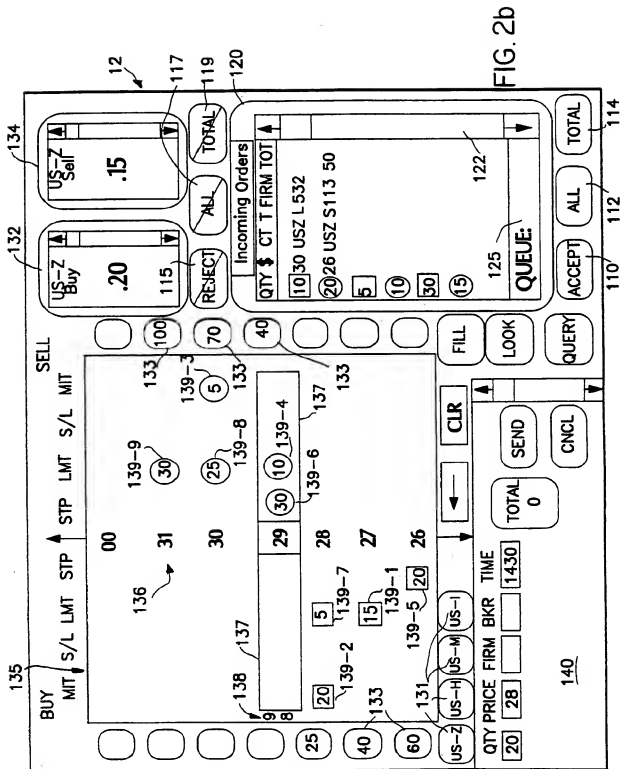 135
BUY
SELL
MIT S/L LMT STP STP LMT S/L MIT
132
134
12
US-Z
Buy
.20
US-Z
Sell
.15
136
00
31
30
29
28
27
26
139-9
30
139-3
5
139-8
25
137
138
9
8
30
10
139-4
139-6
137
139-2
20
5
139-7
15
139-1
20
139-5
25
40
60
133
100
133
70
133
40
133
115
117
119
REJECT
ALL
TOTAL
120
Incoming Orders
QTY $ CT T FIRM TOT
10 30 USZ L 532
20 26 USZ S113 50
5
10
30
15
122
125
QUEUE:
FILL
LOOK
QUERY
ACCEPT
ALL
TOTAL
110
112
114
US-Z
US-H
US-M
US-I
131
←
CLR
QTY PRICE FIRM BKR TIME
20 28 1430
TOTAL
0
SEND
CNCL
140
FIG. 2b